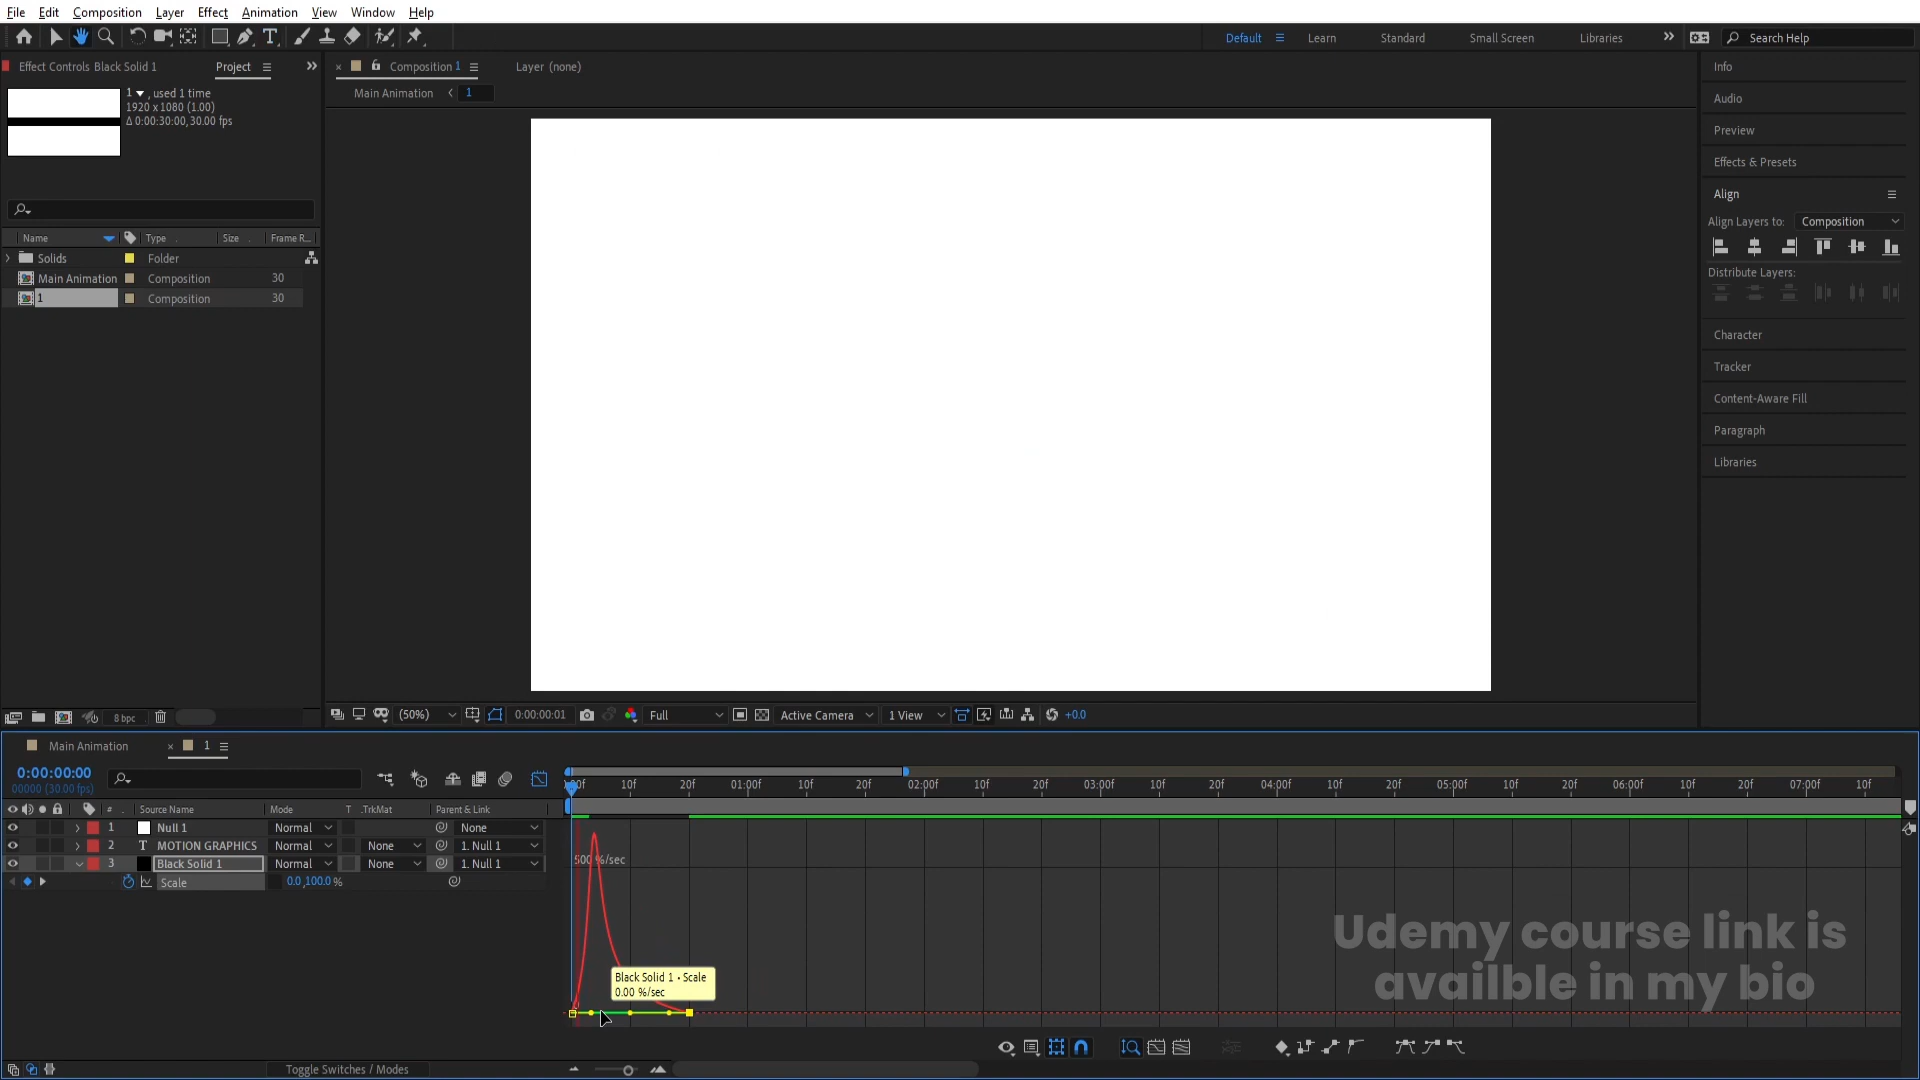 File Edit Composition Layer Effect Animation View Window Help
Default Learn Standard Small Screen Libraries Search Help
Effect Controls Black Solid 1 Project
Composition 1 Layer (none)
Main Animation 1
1 , used 1 time
1920 x 1080 (1.00)
Δ 0:00:30:00, 30.00 fps
Name Type Size Frame R...
Solids Folder
Main Animation Composition 30
1 Composition 30
8 bpc
(50%) 0:00:00:01 Full Active Camera 1 View +0.0
Info
Audio
Preview
Effects & Presets
Align
Align Layers to: Composition
Distribute Layers:
Character
Tracker
Content-Aware Fill
Paragraph
Libraries
Main Animation 1
0:00:00:00
00000 (30.00 fps)
# Source Name Mode T .TrkMat Parent & Link
1 Null 1 Normal None
2 T MOTION GRAPHICS Normal None 1. Null 1
3 Black Solid 1 Normal None 1. Null 1
Scale 0.0,100.0 %
:00f 10f 20f 01:00f 10f 20f 02:00f 10f 20f 03:00f 10f 20f 04:00f 10f 20f 05:00f 10f 20f 06:00f 10f 20f 07:00f 10f
500 %/sec
Black Solid 1 • Scale
0.00 %/sec
Udemy course link is
availble in my bio
Toggle Switches / Modes